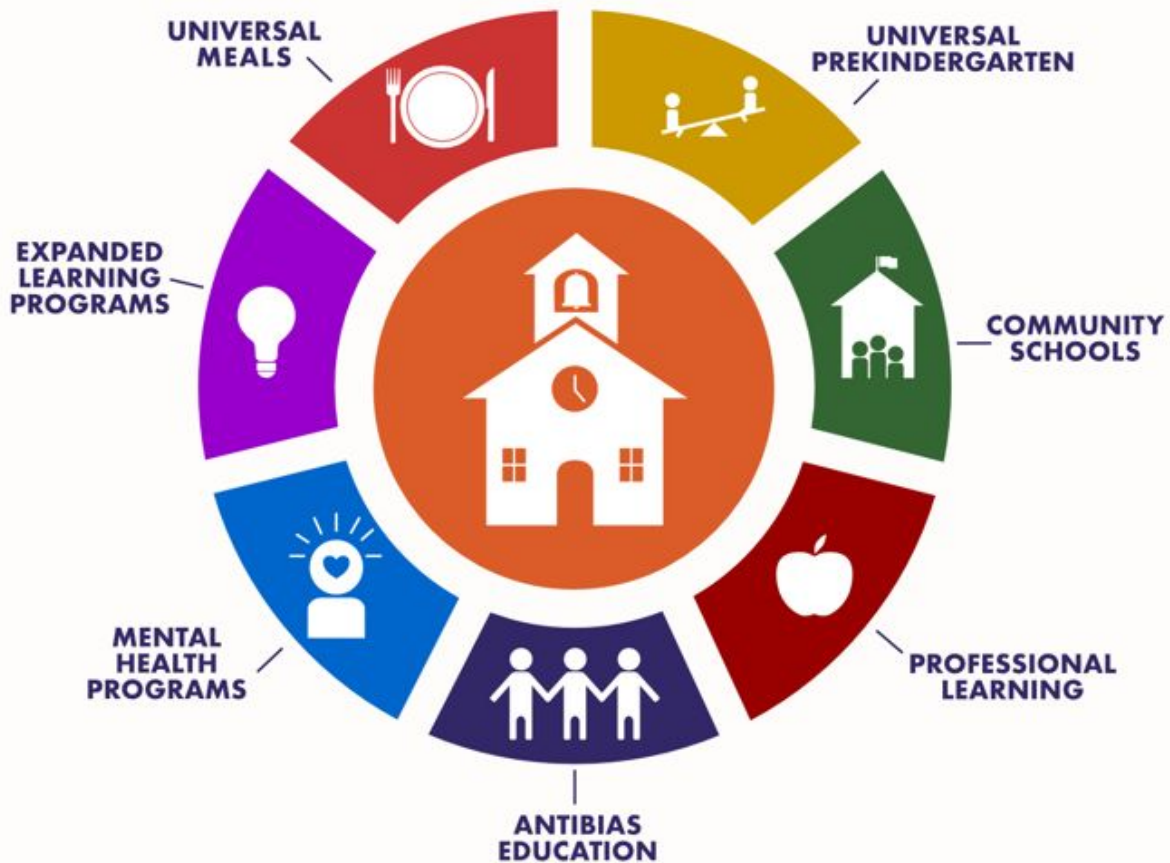 UNIVERSAL
MEALS
UNIVERSAL
PREKINDERGARTEN
EXPANDED
LEARNING
PROGRAMS
COMMUNITY
SCHOOLS
MENTAL
HEALTH
PROGRAMS
PROFESSIONAL
LEARNING
ANTIBIAS
EDUCATION